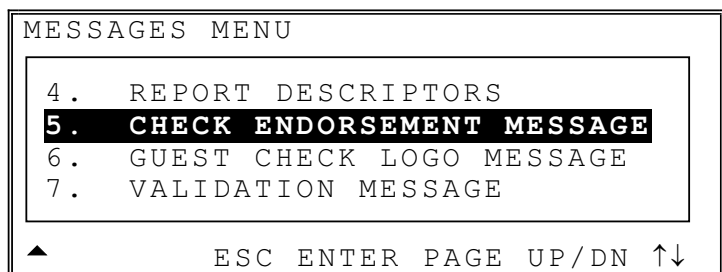 MESSAGES MENU
4. REPORT DESCRIPTORS
5. CHECK ENDORSEMENT MESSAGE
6. GUEST CHECK LOGO MESSAGE
7. VALIDATION MESSAGE
▲ ESC ENTER PAGE UP/DN ↑↓